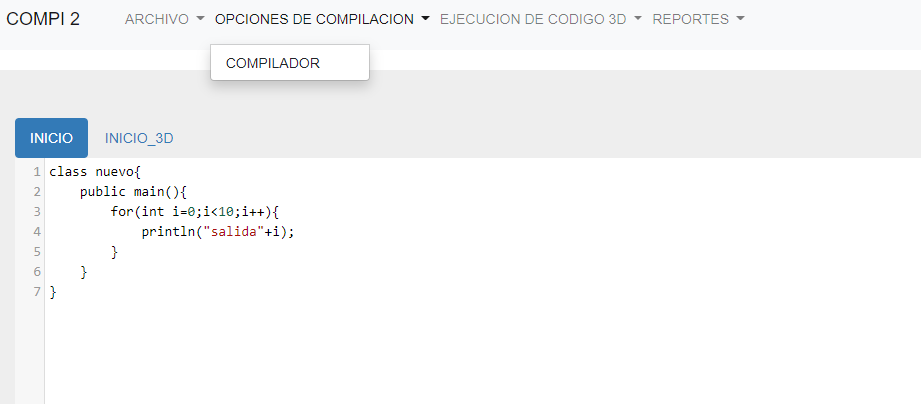 COMPI 2 ARCHIVO OPCIONES DE COMPILACION EJECUCION DE CODIGO 3D REPORTES
COMPILADOR
INICIO INICIO_3D
1 class nuevo{
2     public main(){
3         for(int i=0;i<10;i++){
4             println("salida"+i);
5         }
6     }
7 }